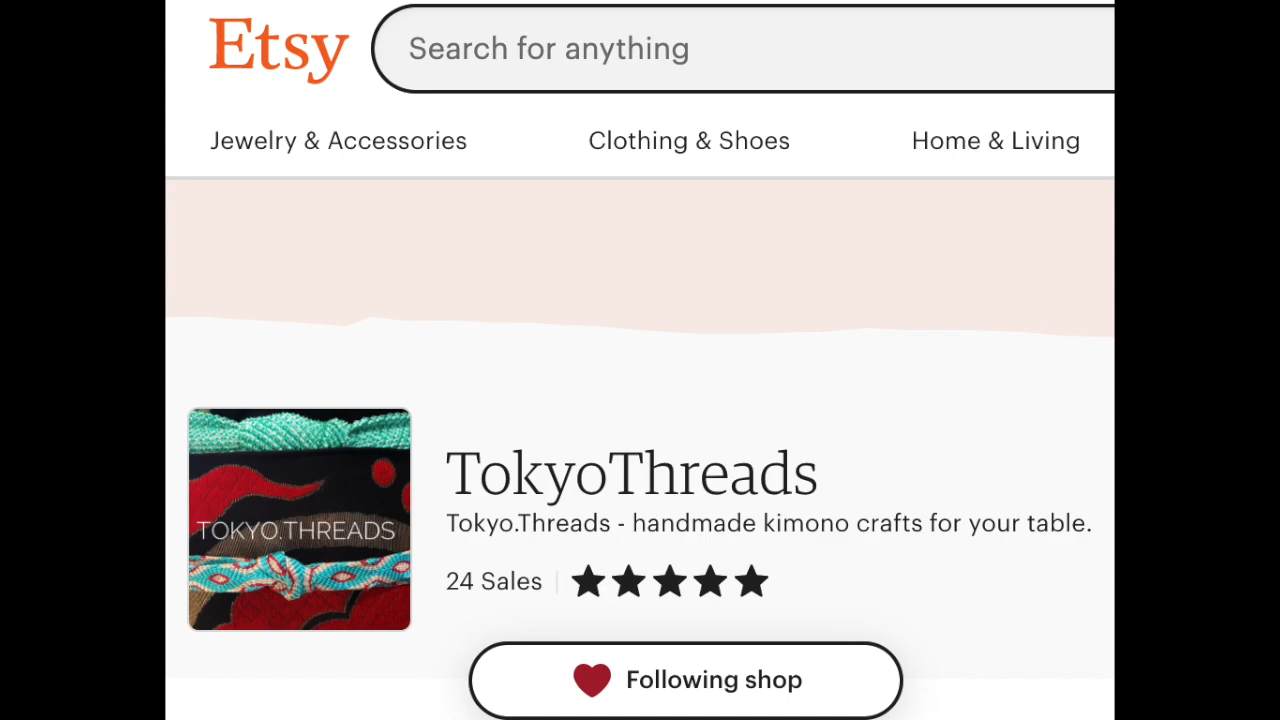 Etsy
Search for anything
Jewelry & Accessories
Clothing & Shoes
Home & Living
TOKYO.THREADS
TokyoThreads
Tokyo.Threads - handmade kimono crafts for your table.
24 Sales
Following shop